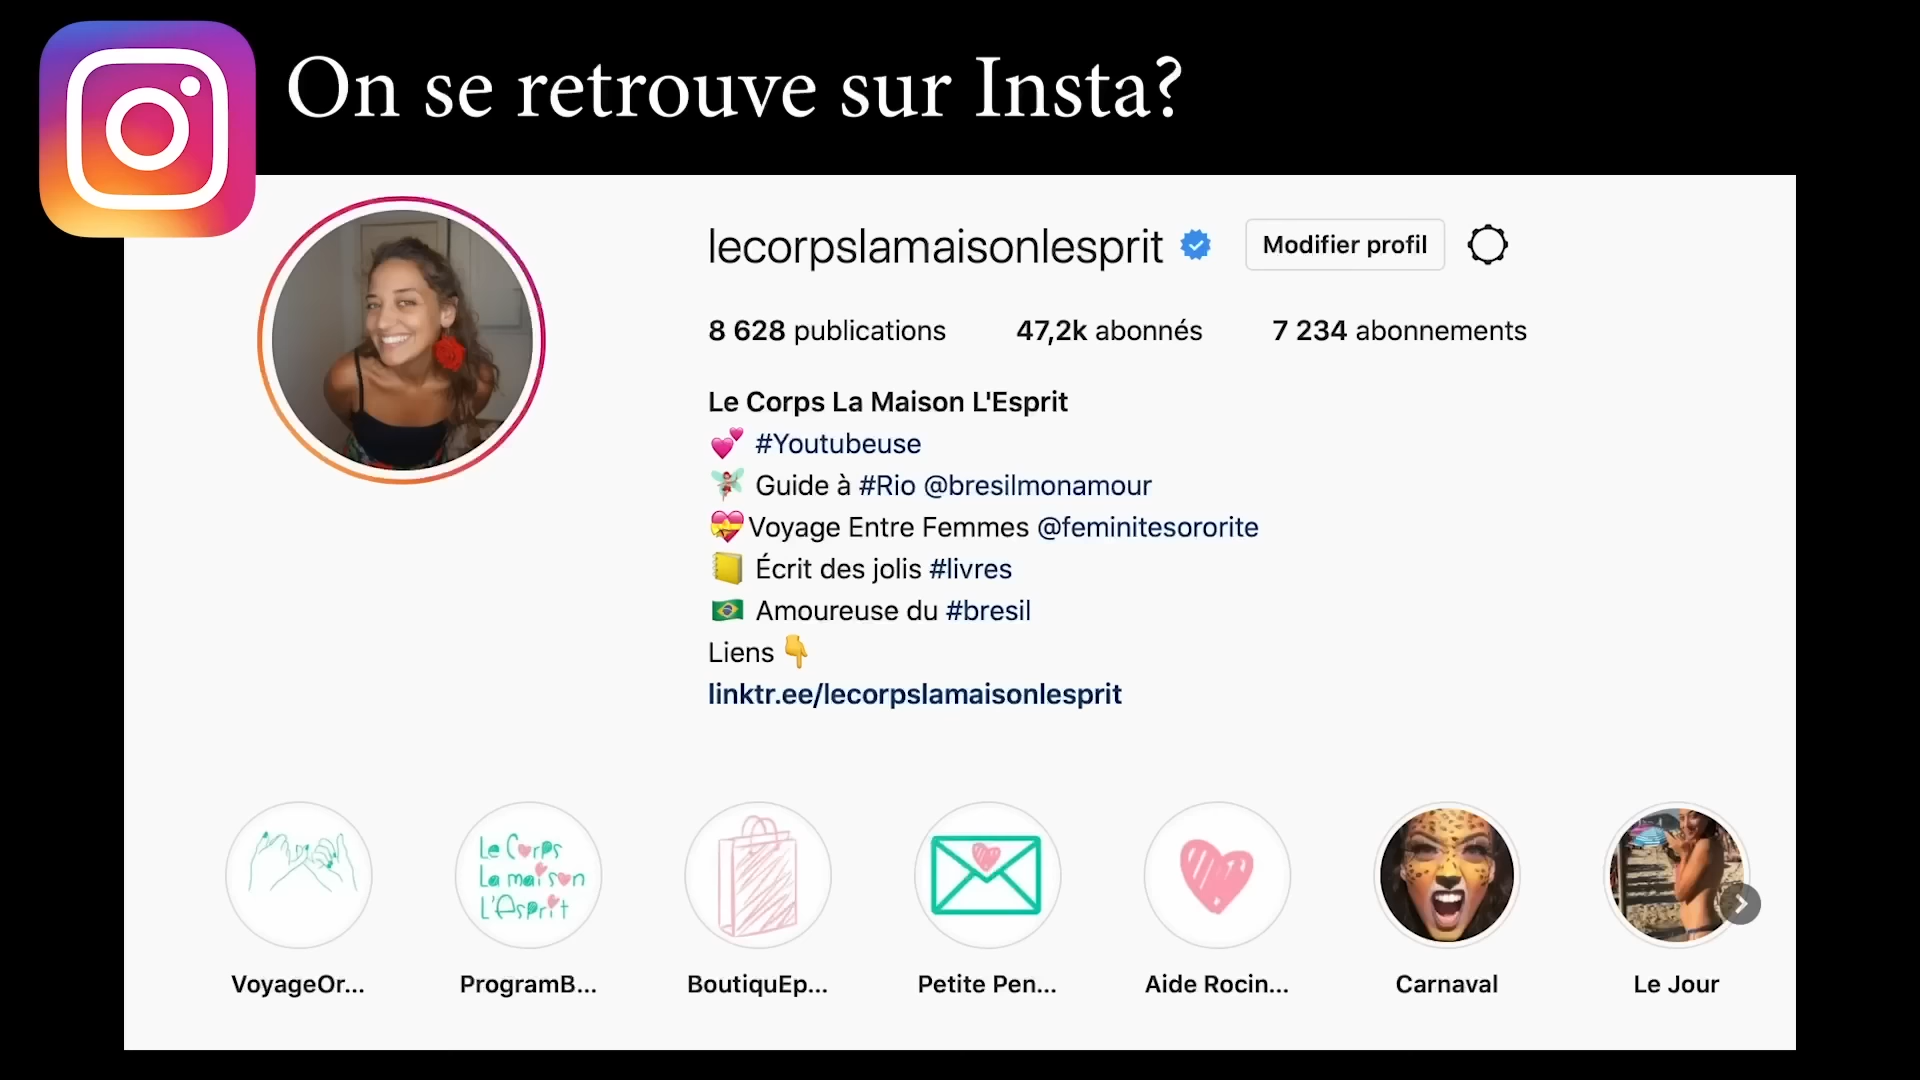 On se retrouve sur Insta?
lecorpslamaisonlesprit
Modifier profil
8 628 publications 47,2k abonnés 7 234 abonnements
Le Corps La Maison L'Esprit
💕 #Youtubeuse
🧚 Guide à #Rio @bresilmonamour
💝Voyage Entre Femmes @feminitesororite
📒 Écrit des jolis #livres
🇧🇷 Amoureuse du #bresil
Liens 👇
linktr.ee/lecorpslamaisonlesprit
Le Corps
La maison
L'Esprit
VoyageOr... ProgramB... BoutiquEp... Petite Pen... Aide Rocin... Carnaval Le Jour